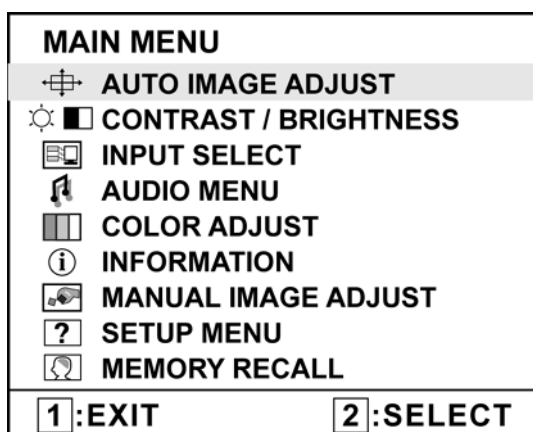 MAIN MENU
AUTO IMAGE ADJUST
CONTRAST / BRIGHTNESS
INPUT SELECT
AUDIO MENU
COLOR ADJUST
i INFORMATION
MANUAL IMAGE ADJUST
? SETUP MENU
MEMORY RECALL
1:EXIT 2:SELECT